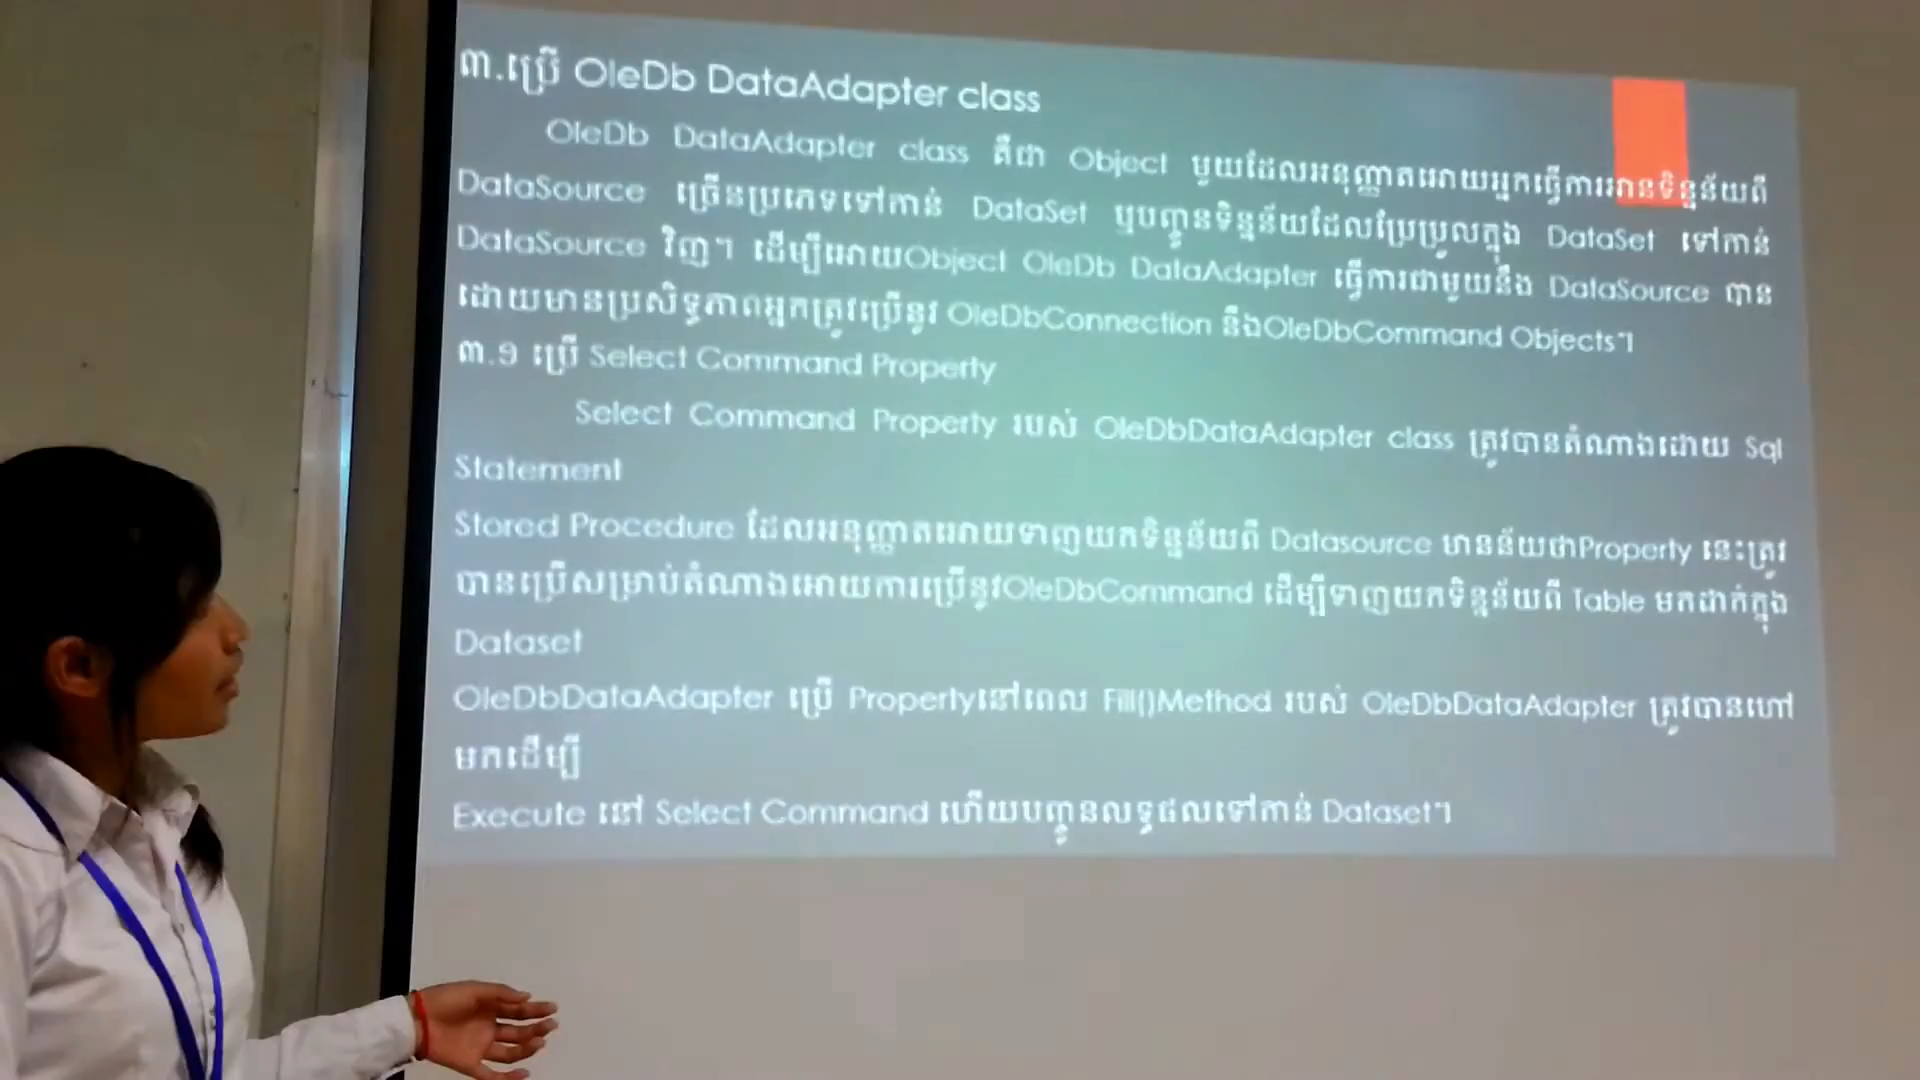 ៣.ប្រើ OleDb DataAdapter class
OleDb DataAdapter class គឺជា Object មួយដែលអនុញ្ញាតអោយអ្នកធ្វើការអានទិន្នន័យពី
DataSource ច្រើនប្រភេទទៅកាន់ DataSet ឬបញ្ជូនទិន្នន័យដែលប្រែប្រួលក្នុង DataSet ទៅកាន់
DataSource វិញ។ ដើម្បីអោយObject OleDb DataAdapter ធ្វើការជាមួយនឹង DataSource បាន
ដោយមានប្រសិទ្ធភាពអ្នកត្រូវប្រើនូវ OleDbConnection នឹងOleDbCommand Objects។
៣.១ ប្រើ Select Command Property
Select Command Property របស់ OleDbDataAdapter class ត្រូវបានតំណាងដោយ Sql
Statement
Stored Procedure ដែលអនុញ្ញាតអោយទាញយកទិន្នន័យពី Datasource មានន័យថាProperty នេះត្រូវ
បានប្រើសម្រាប់តំណាងអោយការប្រើនូវOleDbCommand ដើម្បីទាញយកទិន្នន័យពី Table មកដាក់ក្នុង
Dataset
OleDbDataAdapter ប្រើ Propertyនៅពេល Fill()Method របស់ OleDbDataAdapter ត្រូវបានហៅ
មកដើម្បី
Execute នៅ Select Command ហើយបញ្ជូនលទ្ធផលទៅកាន់ Dataset។